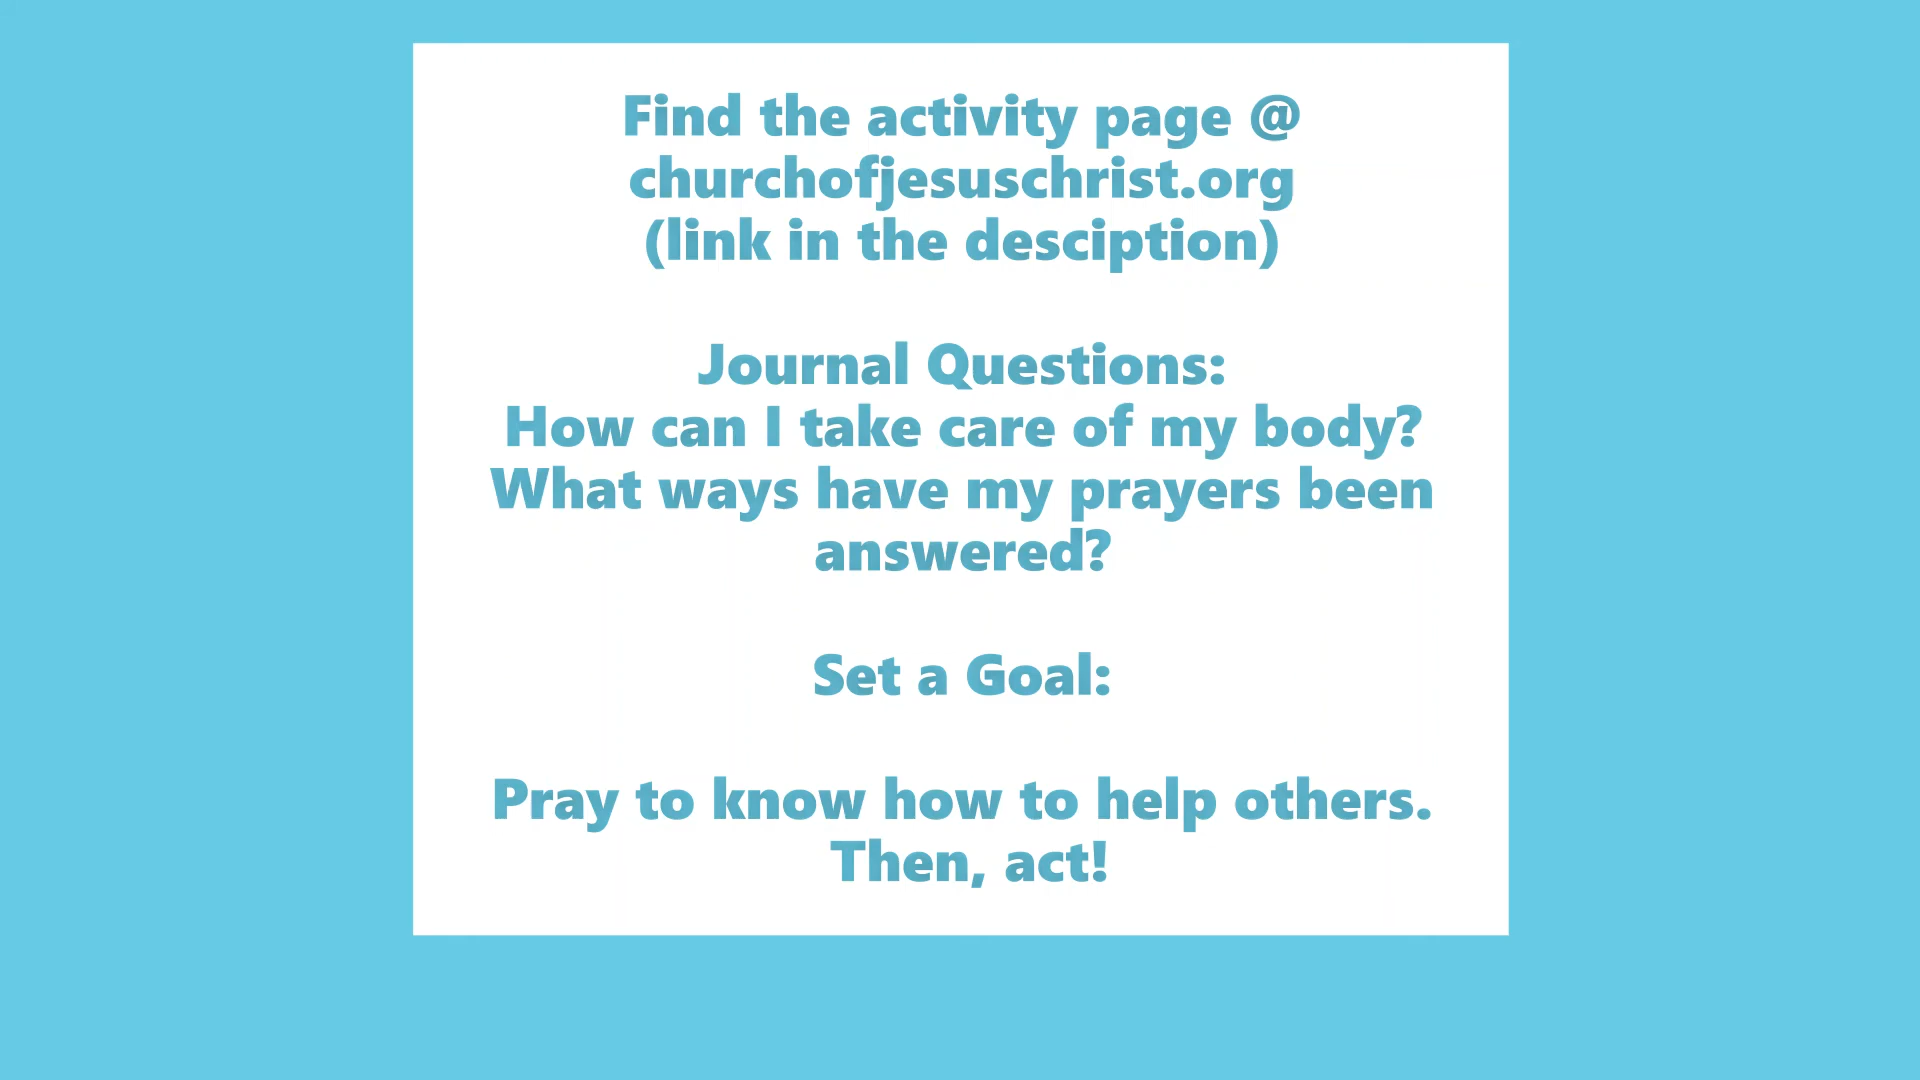 Find the activity page @
churchofjesuschrist.org
(link in the desciption)
Journal Questions:
How can I take care of my body?
What ways have my prayers been
answered?
Set a Goal:
Pray to know how to help others.
Then, act!